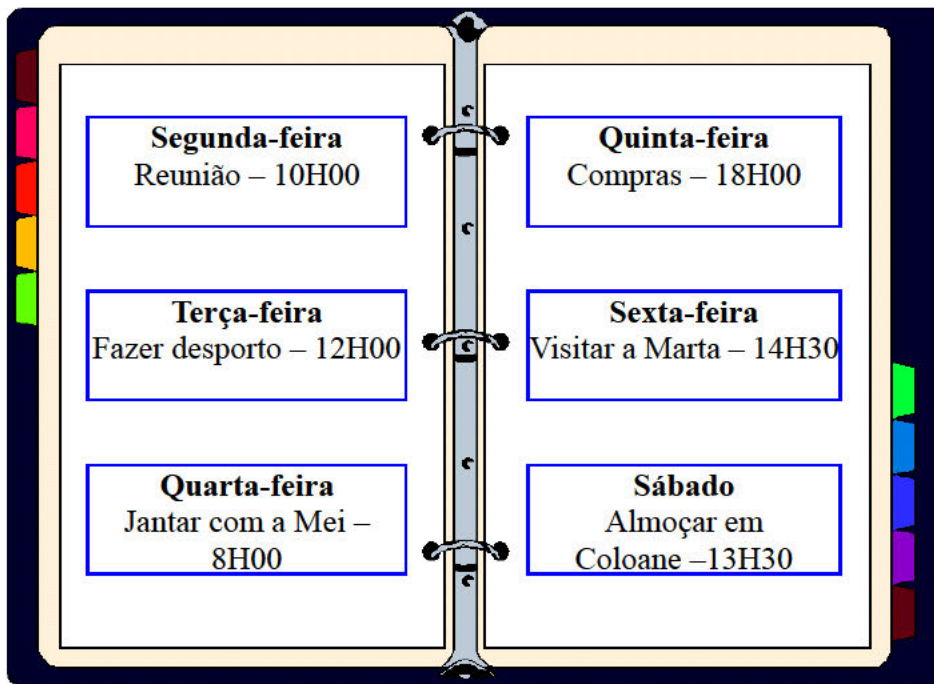 Segunda-feira
Reunião – 10H00
Terça-feira
Fazer desporto – 12H00
Quarta-feira
Jantar com a Mei –
8H00
Quinta-feira
Compras – 18H00
Sexta-feira
Visitar a Marta – 14H30
Sábado
Almoçar em
Coloane –13H30